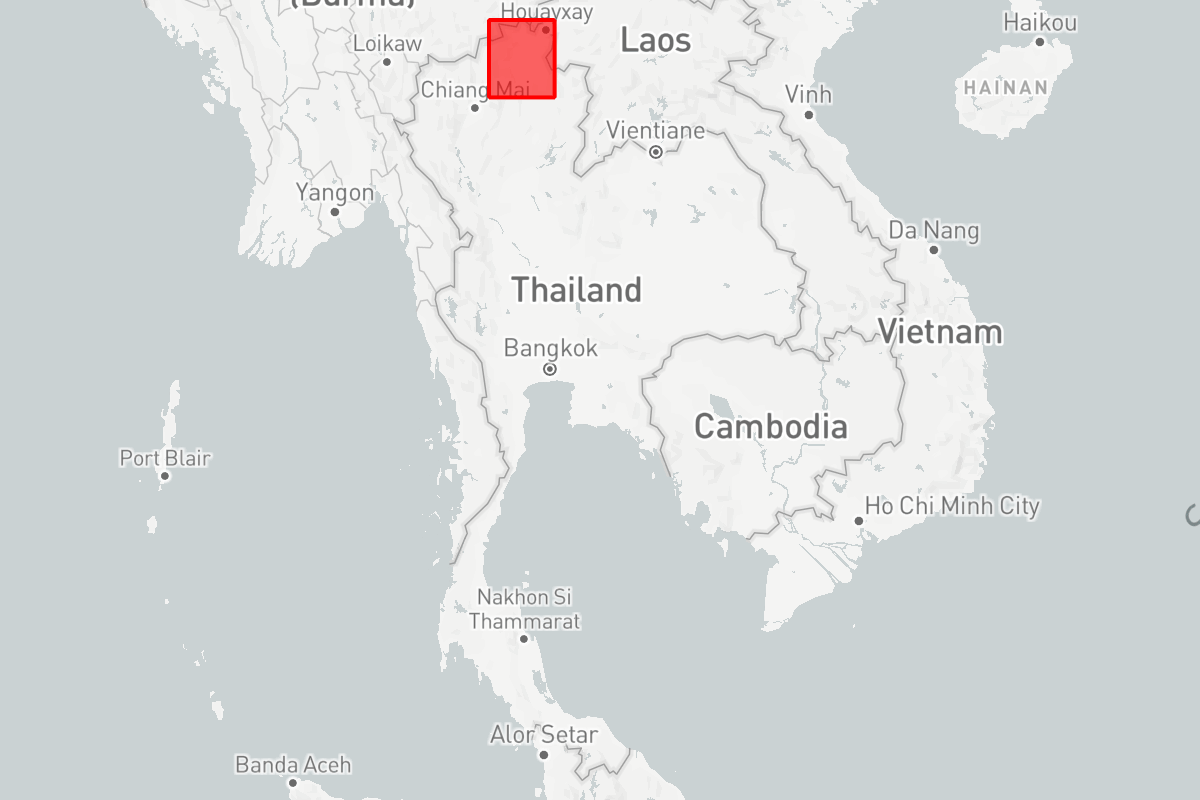 (Burma)
Houayxay
Haikou
Loikaw
Laos
Chiang Mai
HAINAN
Vinh
Vientiane
Yangon
Da Nang
Thailand
Vietnam
Bangkok
Cambodia
Port Blair
Ho Chi Minh City
Nakhon Si
Thammarat
Alor Setar
Banda Aceh